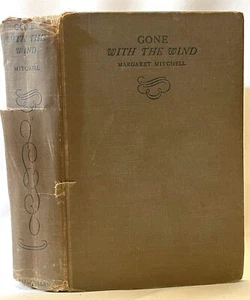 GONE
WITH THE
WIND
MITCHELL
GONE
WITH THE WIND
MARGARET MITCHELL